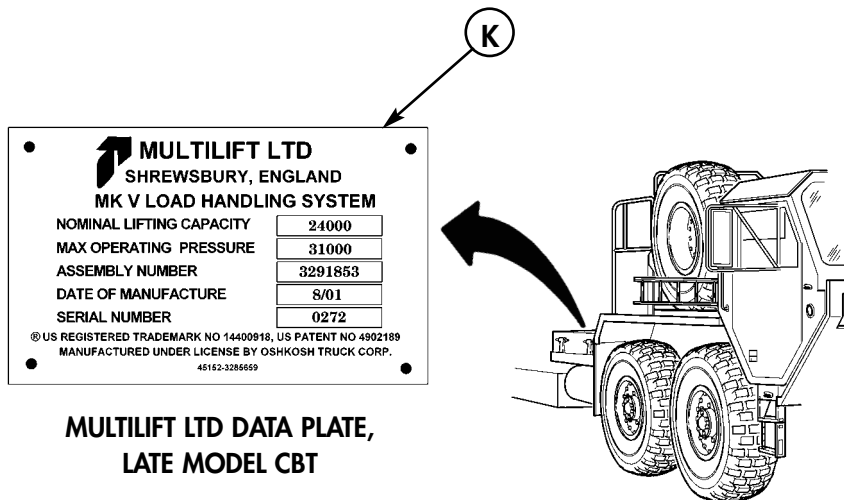 K
MULTILIFT LTD
SHREWSBURY, ENGLAND
MK V LOAD HANDLING SYSTEM
NOMINAL LIFTING CAPACITY 24000
MAX OPERATING PRESSURE 31000
ASSEMBLY NUMBER 3291853
DATE OF MANUFACTURE 8/01
SERIAL NUMBER 0272
® US REGISTERED TRADEMARK NO 14400918, US PATENT NO 4902189
MANUFACTURED UNDER LICENSE BY OSHKOSH TRUCK CORP.
45152-3285659
MULTILIFT LTD DATA PLATE,
LATE MODEL CBT